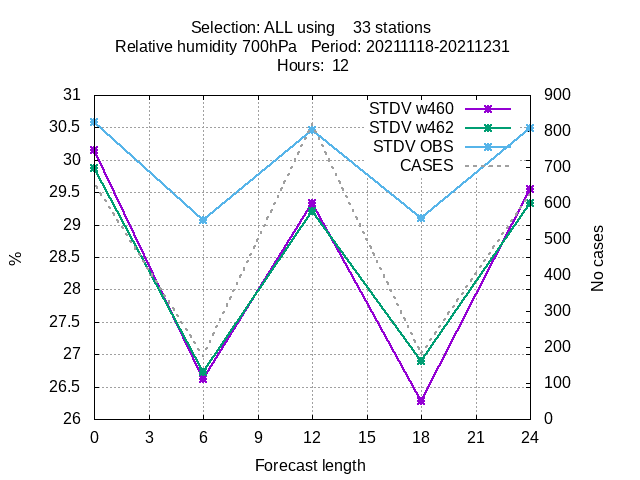 Selection: ALL using    33 stations
Relative humidity 700hPa   Period: 20211118-20211231
Hours:  12
31
30.5
30
29.5
29
28.5
28
27.5
27
26.5
26
900
800
700
600
500
400
300
200
100
0
STDV w460
STDV w462
STDV OBS
CASES
%
No cases
0 3 6 9 12 15 18 21 24
Forecast length